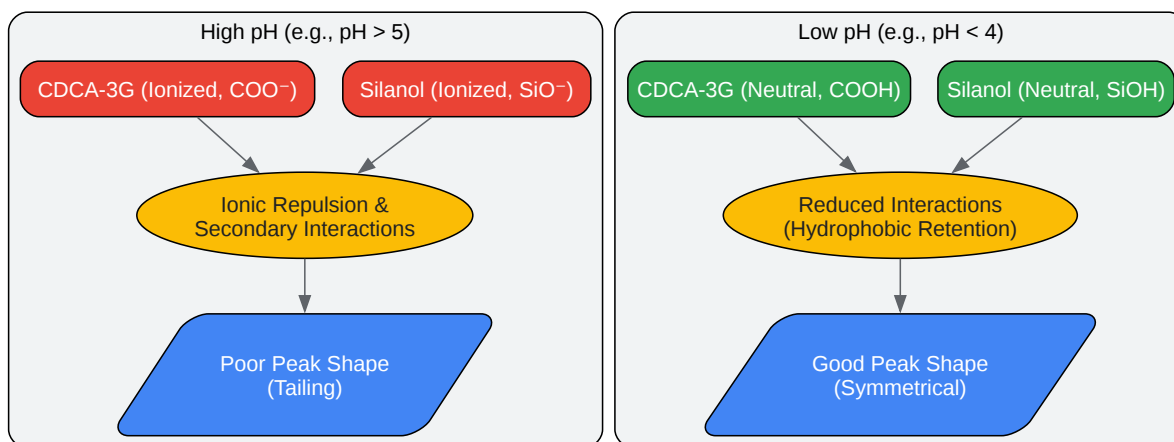 High pH (e.g., pH > 5)
CDCA-3G (Ionized, COO⁻)
Silanol (Ionized, SiO⁻)
Ionic Repulsion &
Secondary Interactions
Poor Peak Shape
(Tailing)
Low pH (e.g., pH < 4)
CDCA-3G (Neutral, COOH)
Silanol (Neutral, SiOH)
Reduced Interactions
(Hydrophobic Retention)
Good Peak Shape
(Symmetrical)